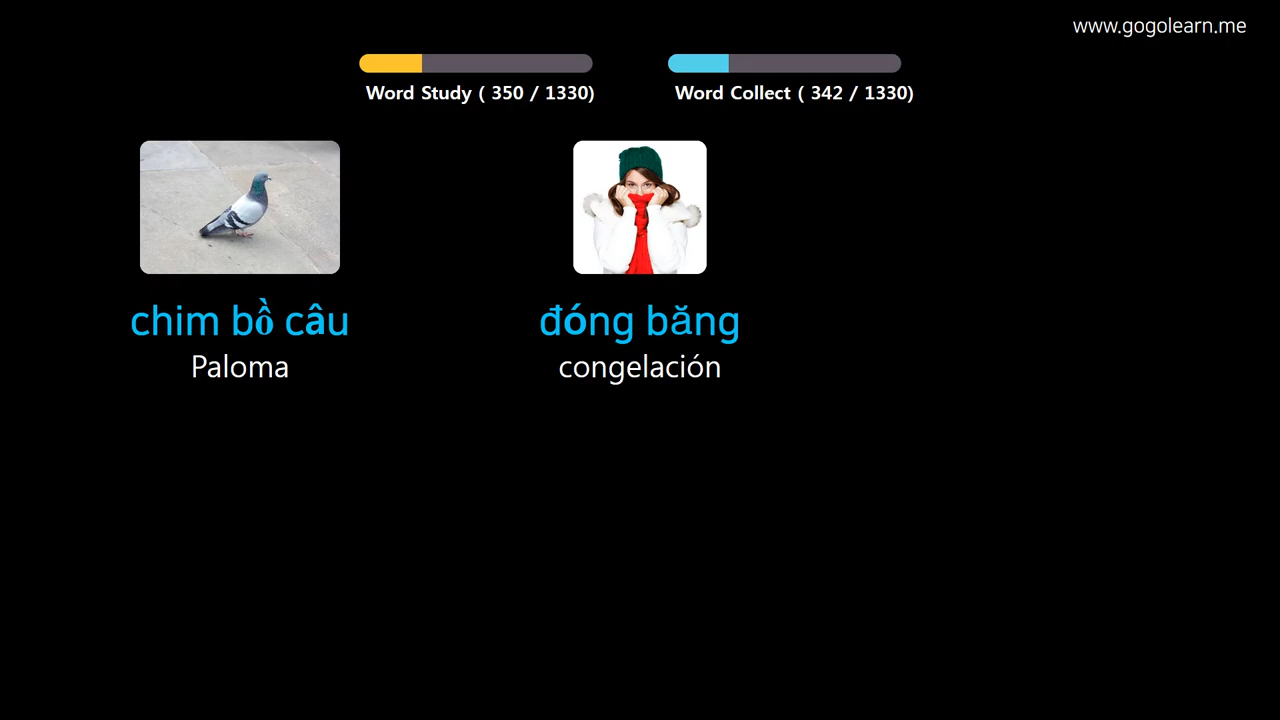 www.gogolearn.me
Word Study ( 350 / 1330)
Word Collect ( 342 / 1330)
chim bồ câu
Paloma
đóng băng
congelación